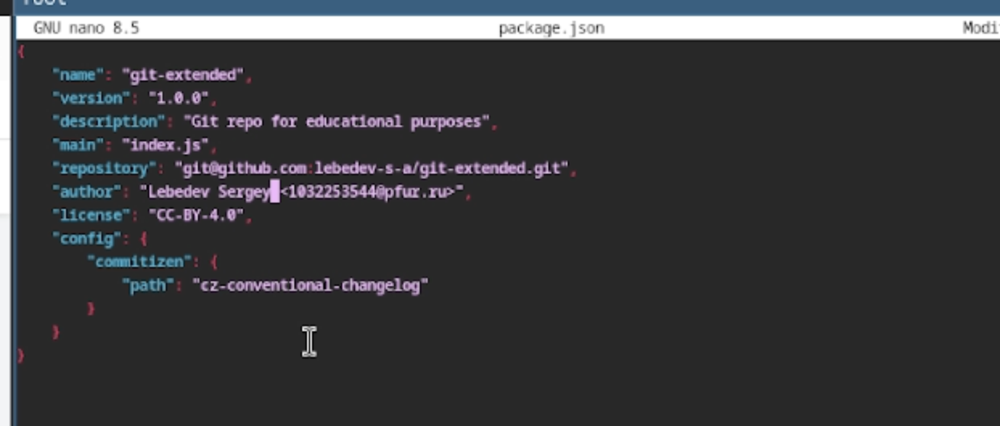 GNU nano 8.5 package.json
{
    "name": "git-extended",
    "version": "1.0.0",
    "description": "Git repo for educational purposes",
    "main": "index.js",
    "repository": "git@github.com:lebedev-s-a/git-extended.git",
    "author": "Lebedev Sergey <1032253544@pfur.ru>",
    "license": "CC-BY-4.0",
    "config": {
        "commitizen": {
            "path": "cz-conventional-changelog"
        }
    }
}